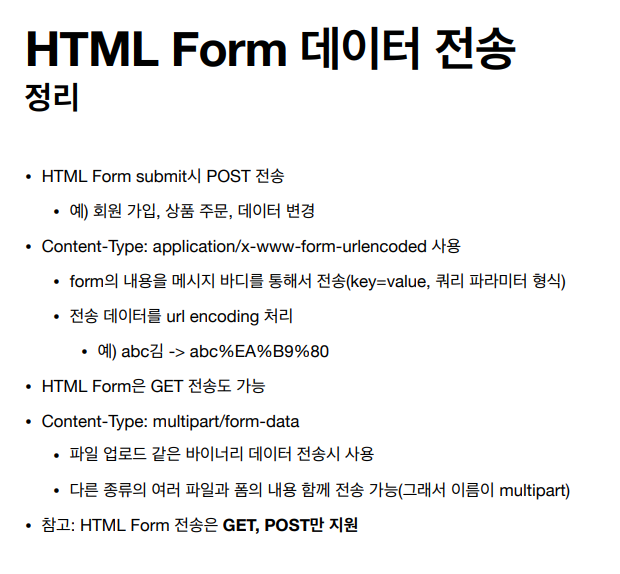 HTML Form 데이터 전송
정리
• HTML Form submit시 POST 전송
• 예) 회원 가입, 상품 주문, 데이터 변경
• Content-Type: application/x-www-form-urlencoded 사용
• form의 내용을 메시지 바디를 통해서 전송(key=value, 쿼리 파라미터 형식)
• 전송 데이터를 url encoding 처리
• 예) abc김 -> abc%EA%B9%80
• HTML Form은 GET 전송도 가능
• Content-Type: multipart/form-data
• 파일 업로드 같은 바이너리 데이터 전송시 사용
• 다른 종류의 여러 파일과 폼의 내용 함께 전송 가능(그래서 이름이 multipart)
• 참고: HTML Form 전송은 GET, POST만 지원